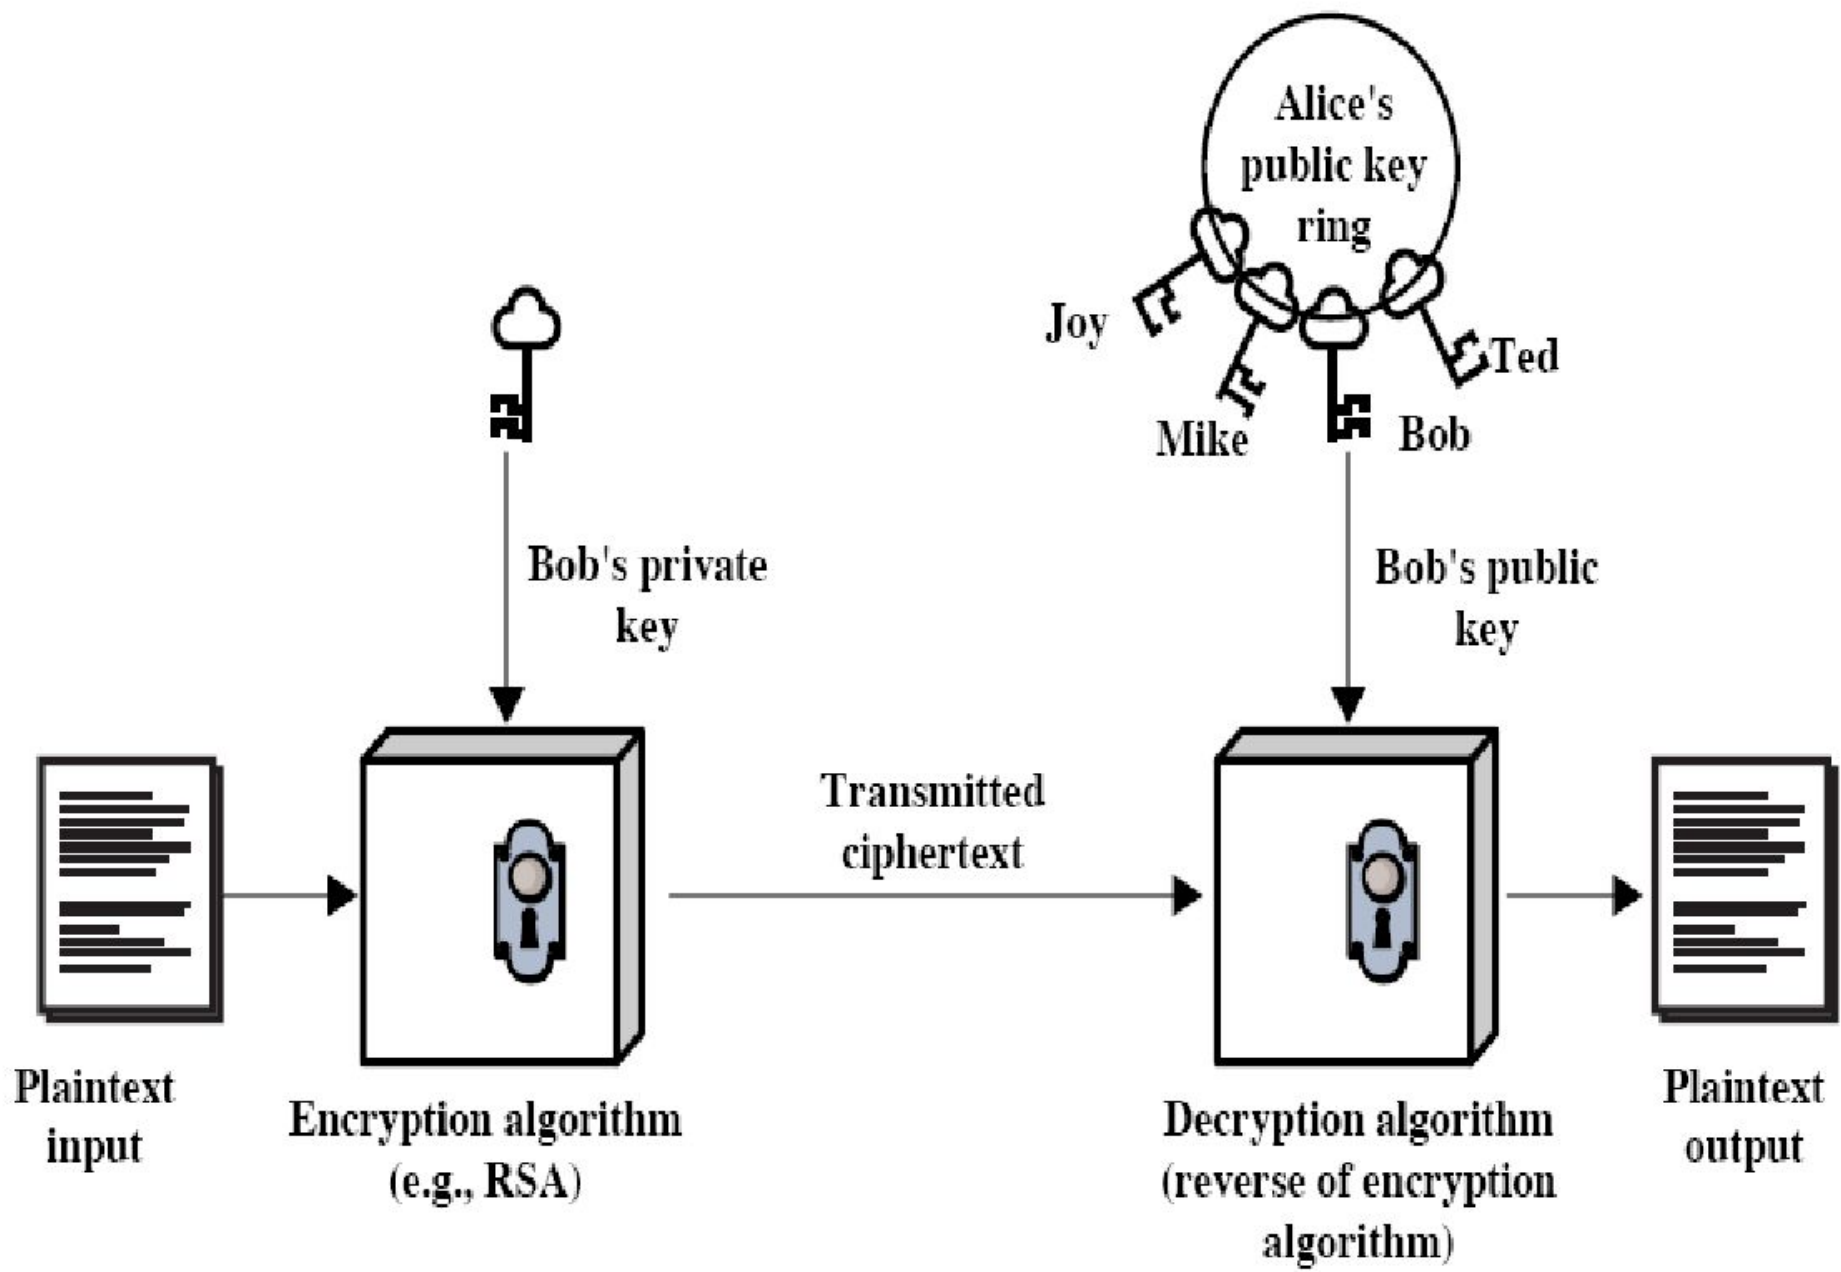 Alice's
public key
ring
Joy
Ted
Mike
Bob
Bob's private
key
Bob's public
key
Transmitted
ciphertext
Plaintext
input
Encryption algorithm
(e.g., RSA)
Decryption algorithm
(reverse of encryption
algorithm)
Plaintext
output